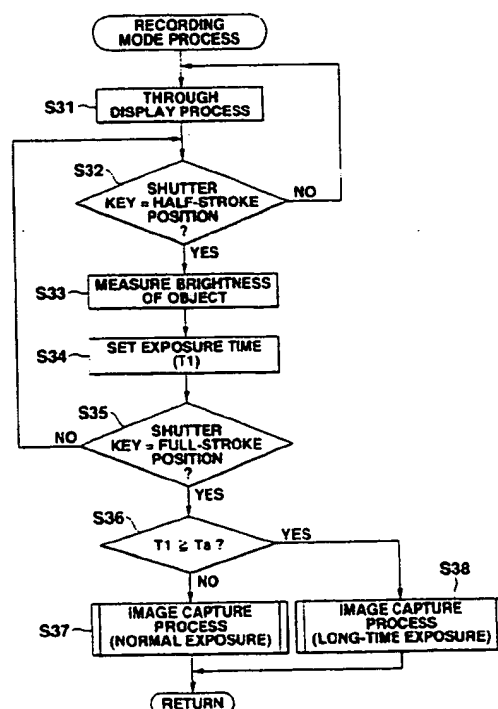 RECORDING
MODE PROCESS
S31
THROUGH
DISPLAY PROCESS
S32
SHUTTER
KEY = HALF-STROKE
POSITION
?
NO
YES
S33
MEASURE BRIGHTNESS
OF OBJECT
S34
SET EXPOSURE TIME
(T1)
S35
SHUTTER
KEY = FULL-STROKE
POSITION
?
NO
YES
S36
T1 ≧ Ta ?
YES
NO
S37
IMAGE CAPTURE
PROCESS
(NORMAL EXPOSURE)
S38
IMAGE CAPTURE
PROCESS
(LONG-TIME EXPOSURE)
RETURN